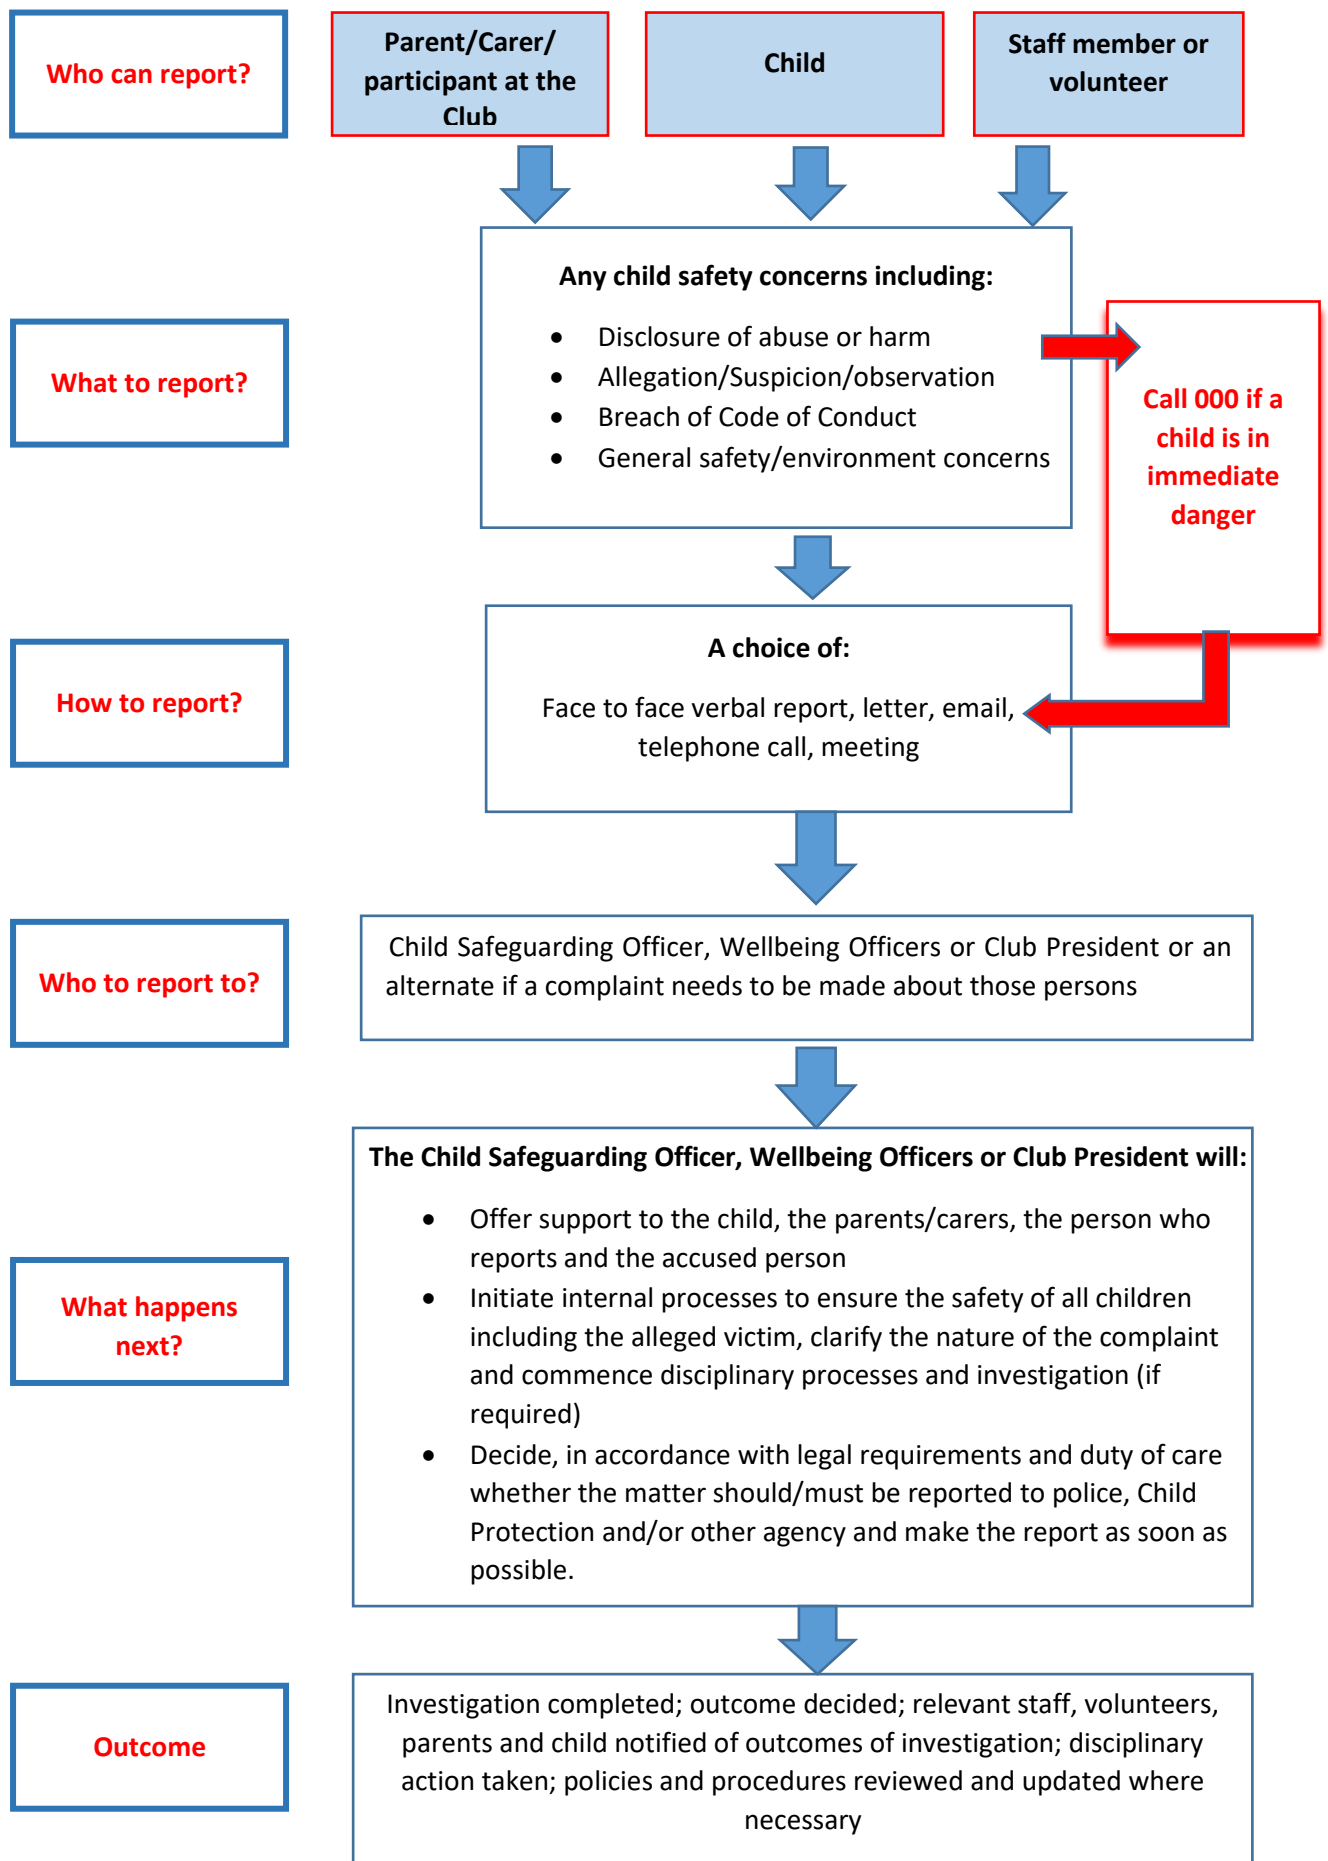 Who can report?
Parent/Carer/
participant at the
Club
Child
Staff member or
volunteer
What to report?
Any child safety concerns including:
• Disclosure of abuse or harm
• Allegation/Suspicion/observation
• Breach of Code of Conduct
• General safety/environment concerns
Call 000 if a
child is in
immediate
danger
How to report?
A choice of:
Face to face verbal report, letter, email,
telephone call, meeting
Who to report to?
Child Safeguarding Officer, Wellbeing Officers or Club President or an
alternate if a complaint needs to be made about those persons
What happens
next?
The Child Safeguarding Officer, Wellbeing Officers or Club President will:
• Offer support to the child, the parents/carers, the person who
reports and the accused person
• Initiate internal processes to ensure the safety of all children
including the alleged victim, clarify the nature of the complaint
and commence disciplinary processes and investigation (if
required)
• Decide, in accordance with legal requirements and duty of care
whether the matter should/must be reported to police, Child
Protection and/or other agency and make the report as soon as
possible.
Outcome
Investigation completed; outcome decided; relevant staff, volunteers,
parents and child notified of outcomes of investigation; disciplinary
action taken; policies and procedures reviewed and updated where
necessary